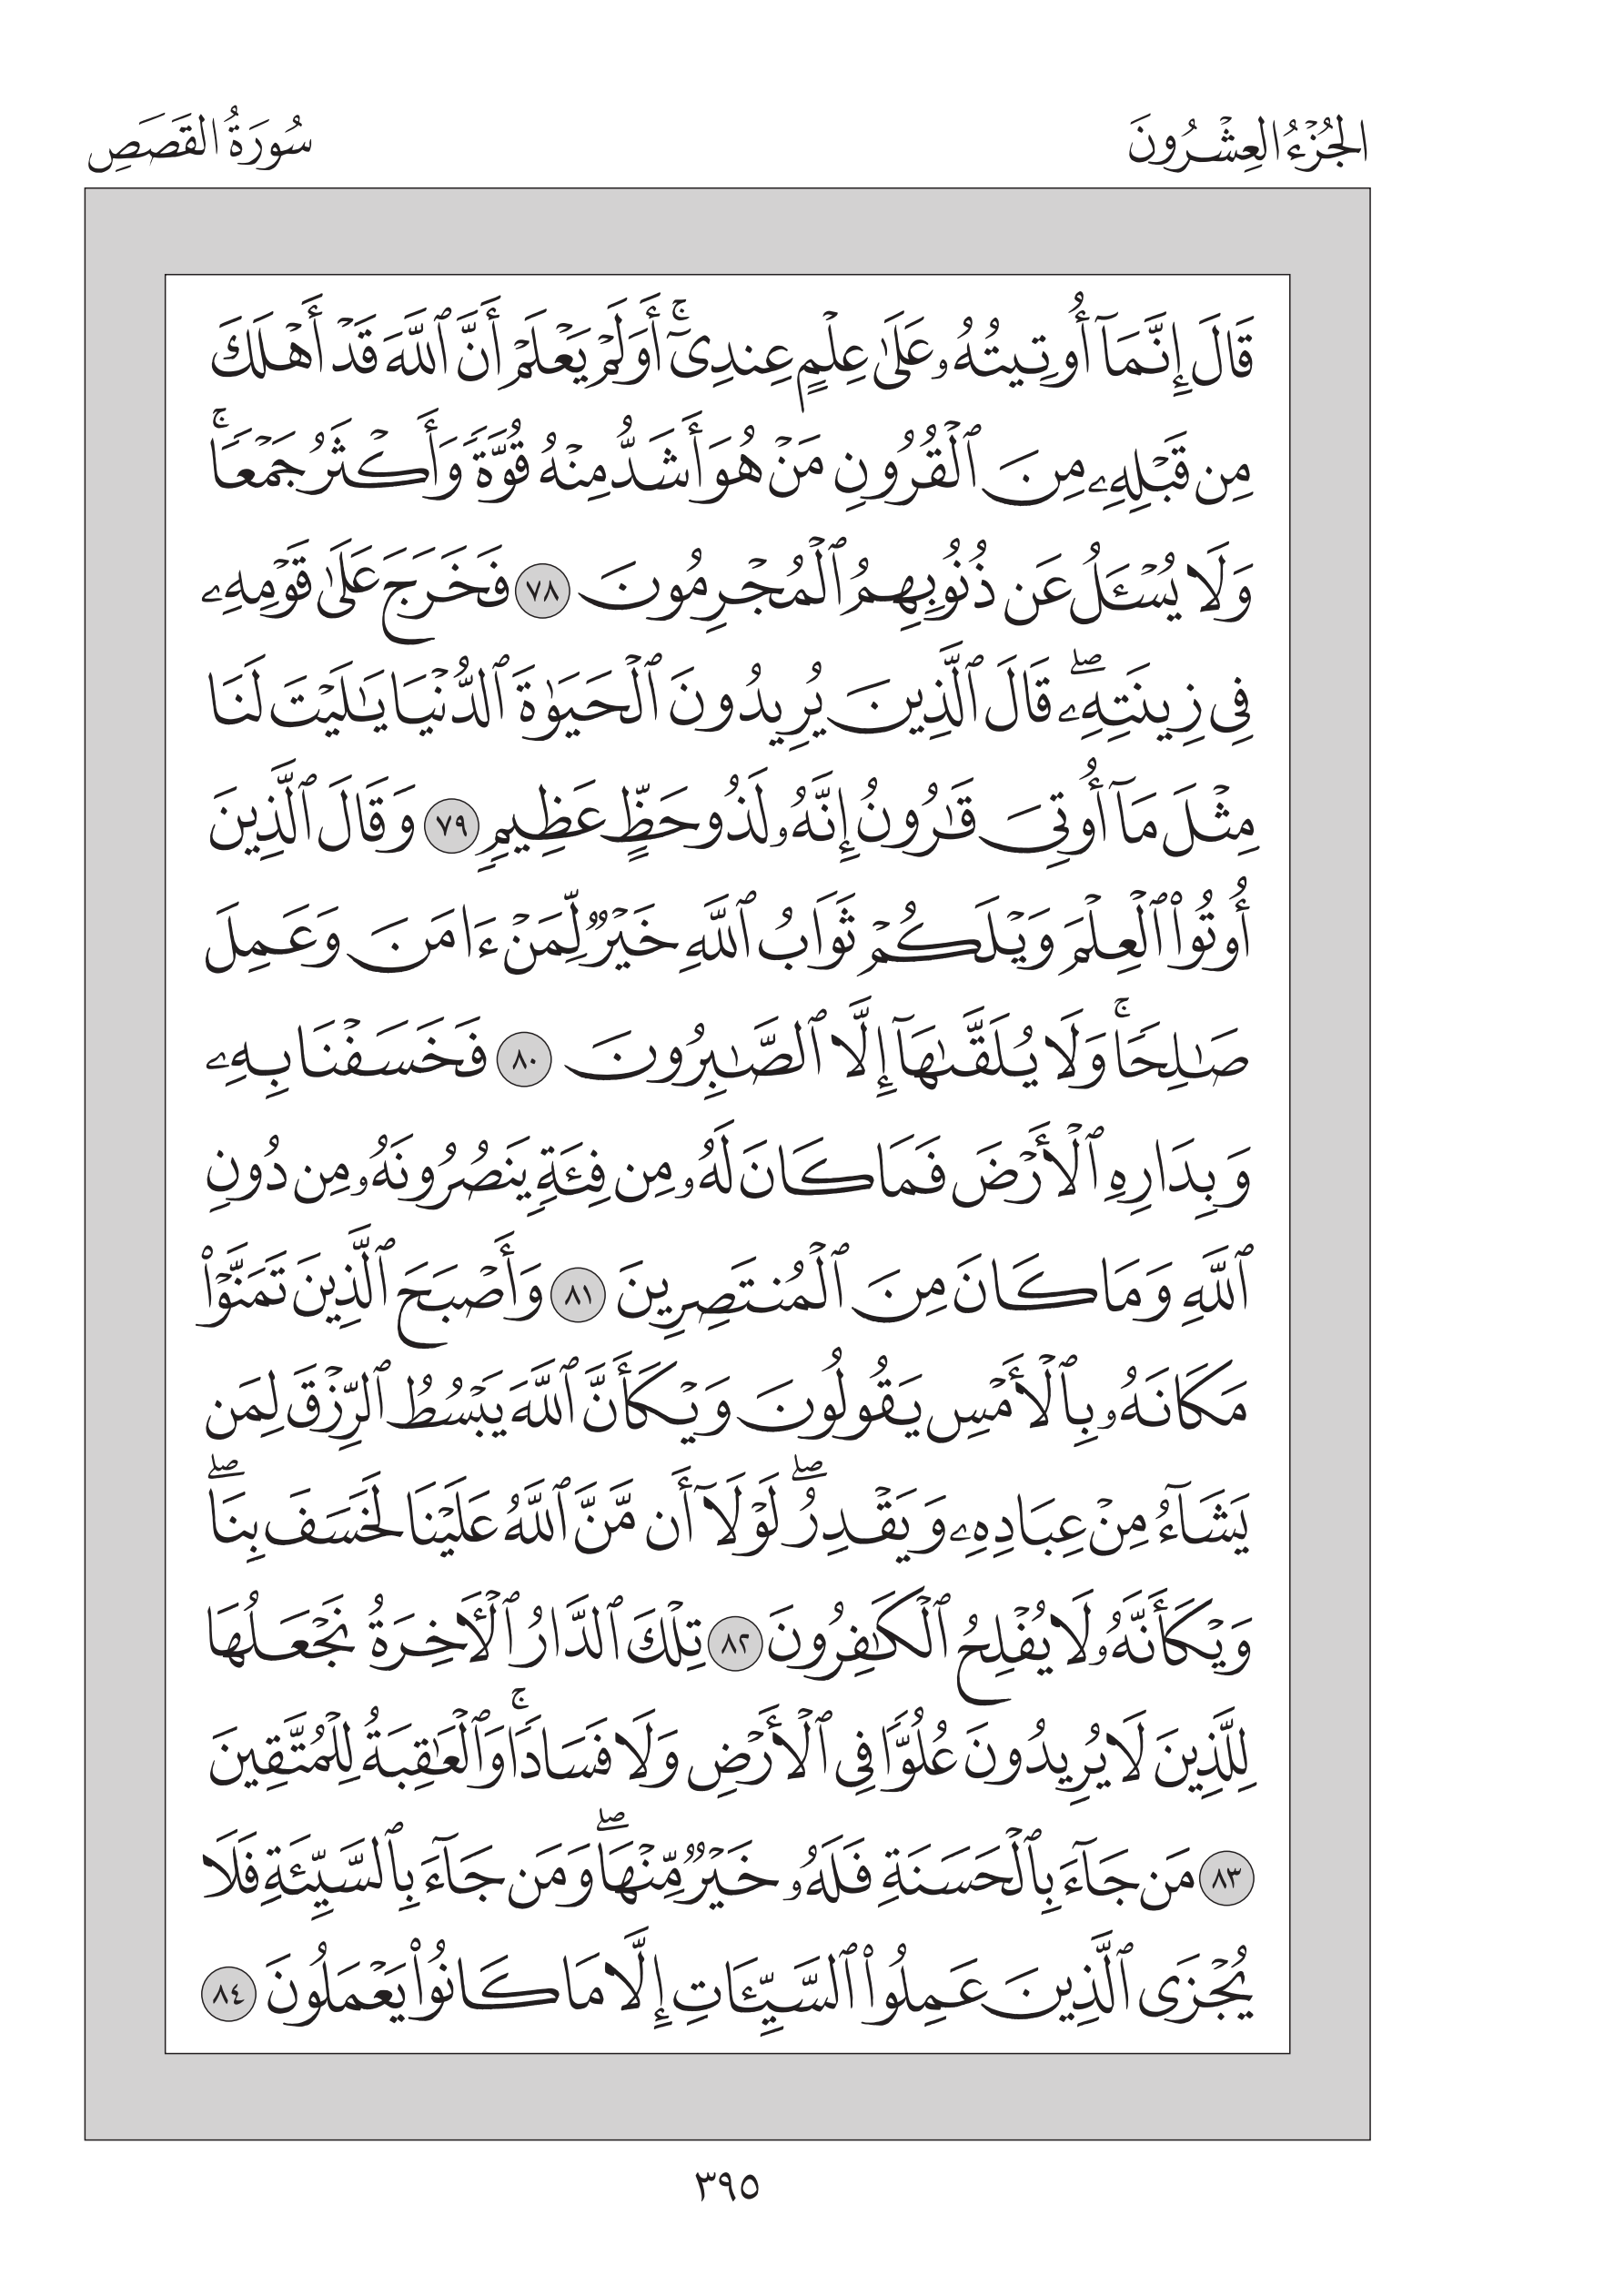 الجُزْءُ العِشْرُونَ
سُورَةُ القَصَصِ
قَالَ إِنَّمَآ أُوتِيتُهُۥ عَلَىٰ عِلْمٍ عِندِىٓۚ أَوَلَمْ يَعْلَمْ أَنَّ ٱللَّهَ قَدْ أَهْلَكَ
مِن قَبْلِهِۦ مِنَ ٱلْقُرُونِ مَنْ هُوَ أَشَدُّ مِنْهُ قُوَّةً وَأَكْثَرُ جَمْعًاۚ
وَلَا يُسْـَٔلُ عَن ذُنُوبِهِمُ ٱلْمُجْرِمُونَ ٧٨ فَخَرَجَ عَلَىٰ قَوْمِهِۦ
فِى زِينَتِهِۦۖ قَالَ ٱلَّذِينَ يُرِيدُونَ ٱلْحَيَوٰةَ ٱلدُّنْيَا يَـٰلَيْتَ لَنَا
مِثْلَ مَآ أُوتِىَ قَـٰرُونُ إِنَّهُۥ لَذُو حَظٍّ عَظِيمٍ ٧٩ وَقَالَ ٱلَّذِينَ
أُوتُوا۟ ٱلْعِلْمَ وَيْلَكُمْ ثَوَابُ ٱللَّهِ خَيْرٌ لِّمَنْ ءَامَنَ وَعَمِلَ
صَـٰلِحًاۚ وَلَا يُلَقَّىٰهَآ إِلَّا ٱلصَّـٰبِرُونَ ٨٠ فَخَسَفْنَا بِهِۦ
وَبِدَارِهِ ٱلْأَرْضَ فَمَا كَانَ لَهُۥ مِن فِئَةٍ يَنصُرُونَهُۥ مِن دُونِ
ٱللَّهِ وَمَا كَانَ مِنَ ٱلْمُنتَصِرِينَ ٨١ وَأَصْبَحَ ٱلَّذِينَ تَمَنَّوْا۟
مَكَانَهُۥ بِٱلْأَمْسِ يَقُولُونَ وَيْكَأَنَّ ٱللَّهَ يَبْسُطُ ٱلرِّزْقَ لِمَن
يَشَآءُ مِنْ عِبَادِهِۦ وَيَقْدِرُۖ لَوْلَآ أَن مَّنَّ ٱللَّهُ عَلَيْنَا لَخَسَفَ بِنَاۖ
وَيْكَأَنَّهُۥ لَا يُفْلِحُ ٱلْكَـٰفِرُونَ ٨٢ تِلْكَ ٱلدَّارُ ٱلْـَٔاخِرَةُ نَجْعَلُهَا
لِلَّذِينَ لَا يُرِيدُونَ عُلُوًّا فِى ٱلْأَرْضِ وَلَا فَسَادًاۚ وَٱلْعَـٰقِبَةُ لِلْمُتَّقِينَ
٨٣ مَن جَآءَ بِٱلْحَسَنَةِ فَلَهُۥ خَيْرٌ مِّنْهَاۖ وَمَن جَآءَ بِٱلسَّيِّئَةِ فَلَا
يُجْزَى ٱلَّذِينَ عَمِلُوا۟ ٱلسَّيِّـَٔاتِ إِلَّا مَا كَانُوا۟ يَعْمَلُونَ ٨٤
٣٩٥